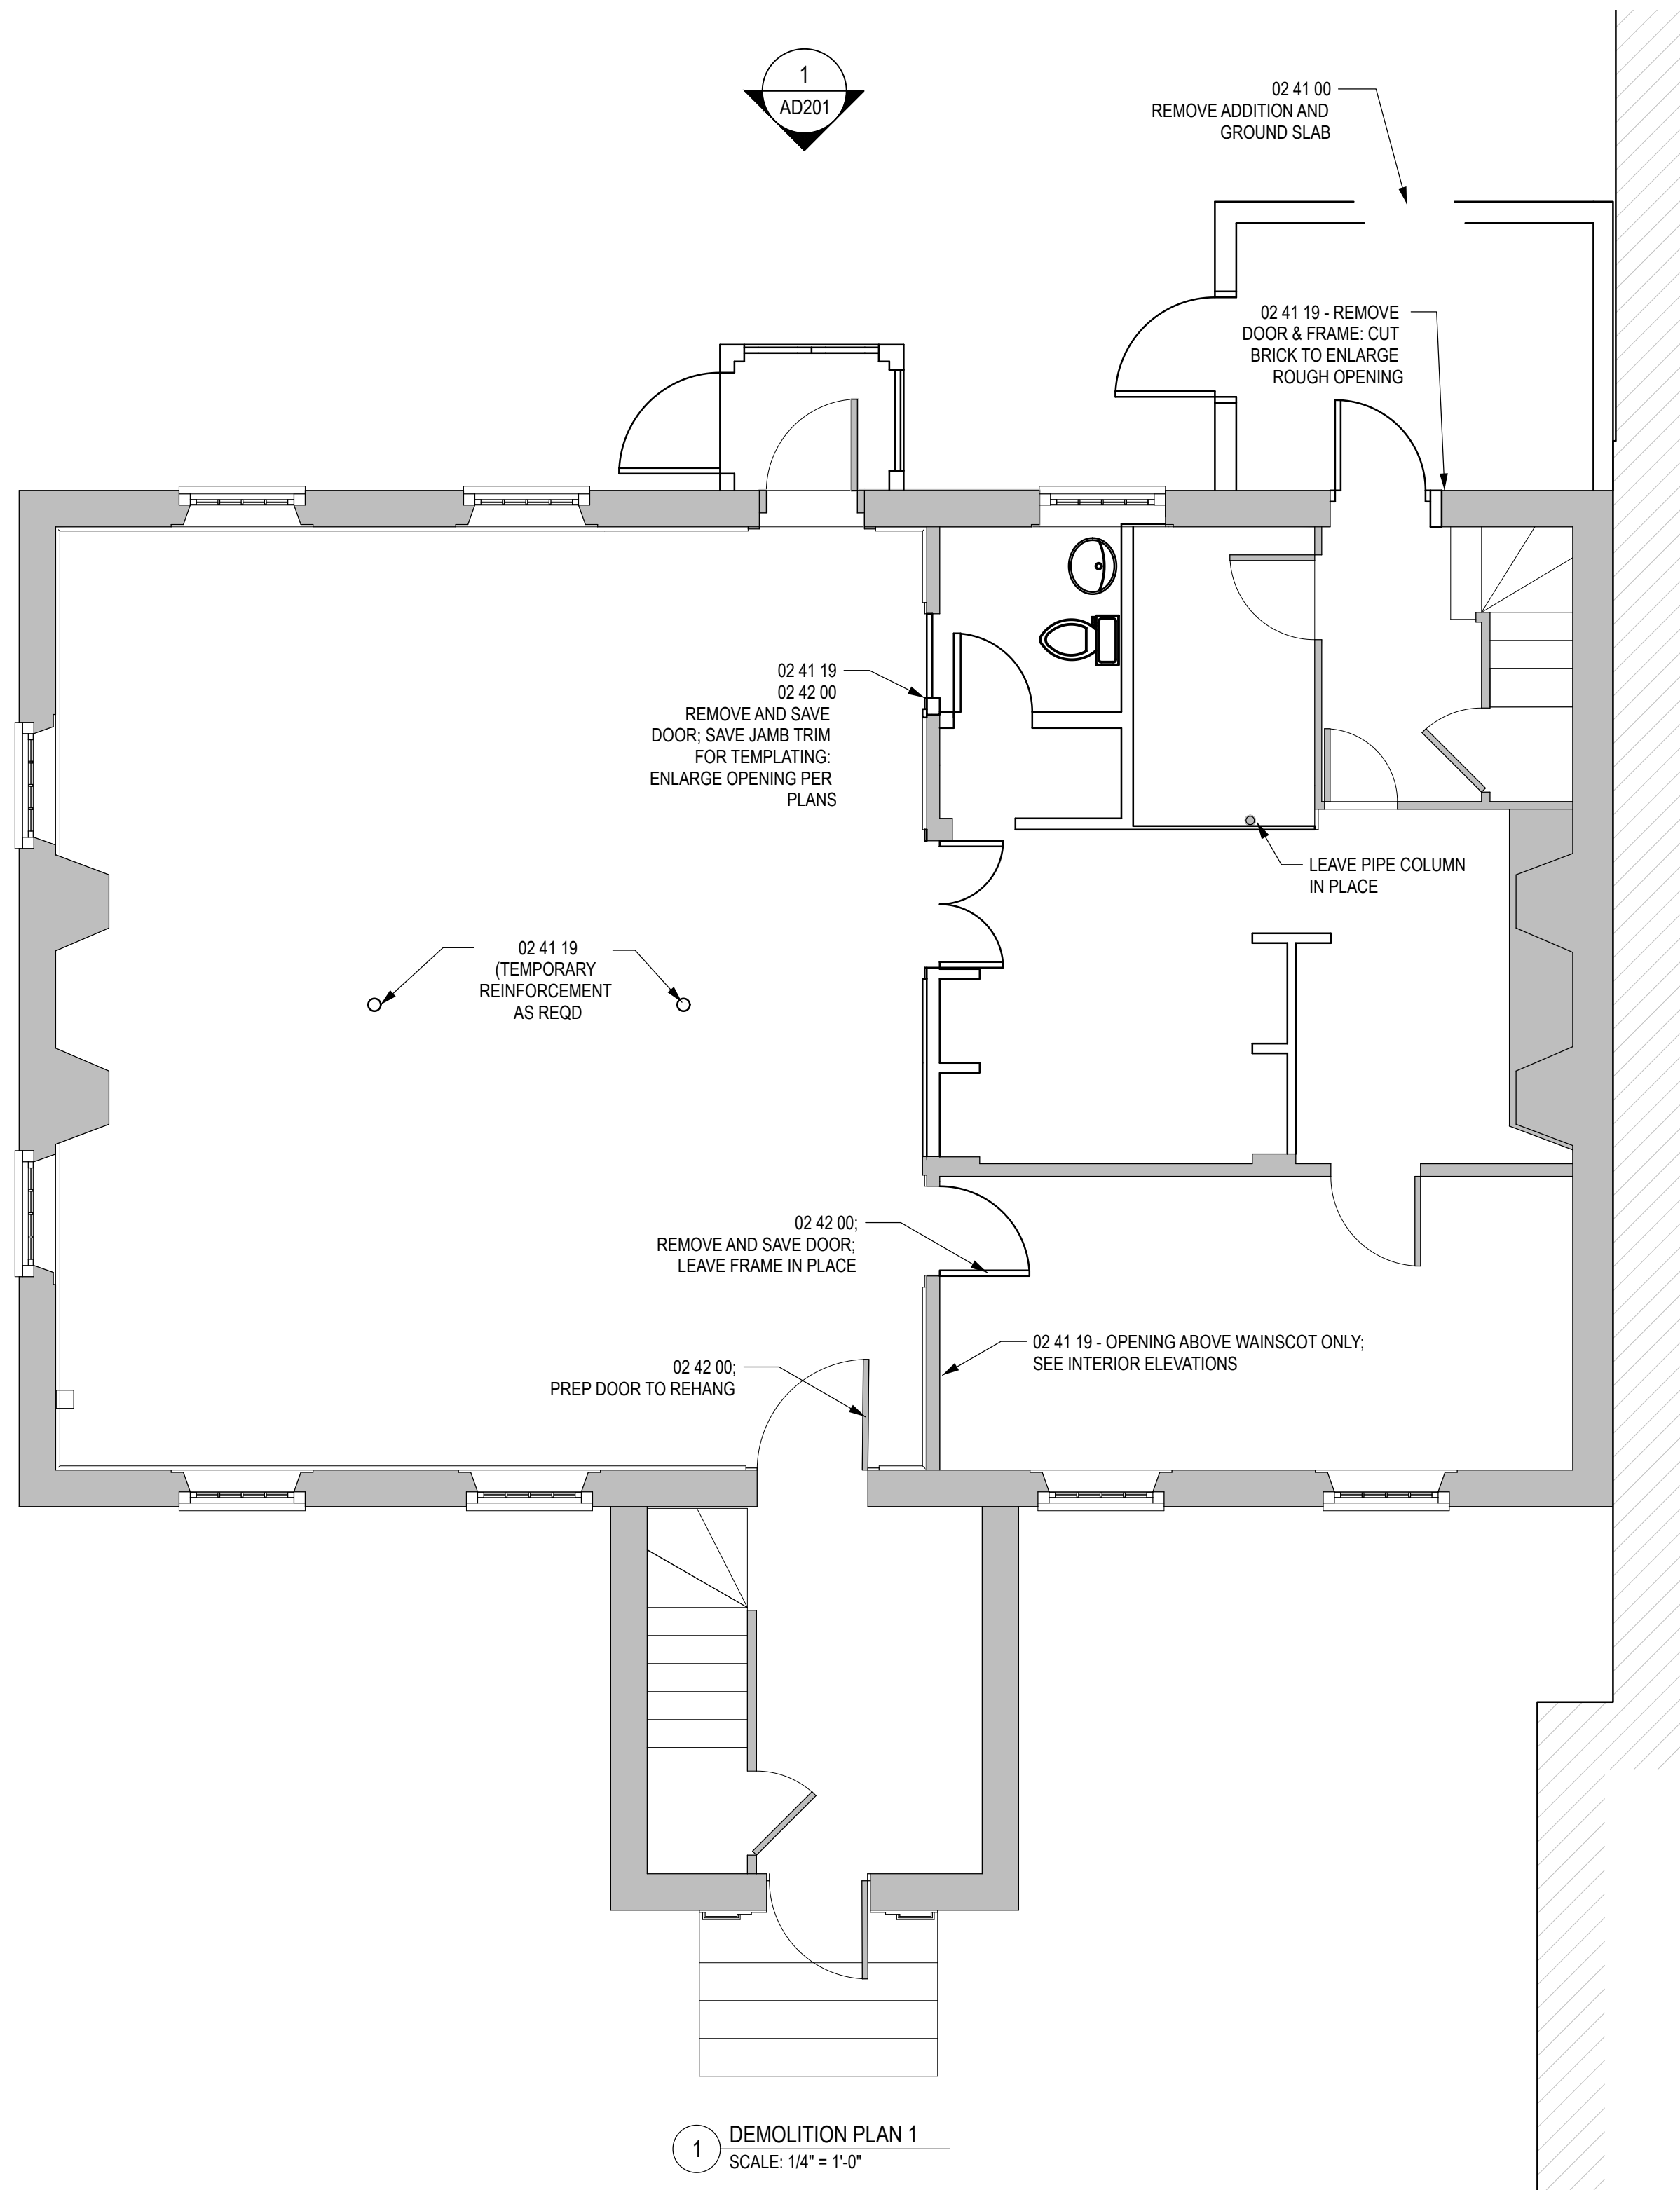 1
AD201
02 41 00
REMOVE ADDITION AND
GROUND SLAB
02 41 19 - REMOVE
DOOR & FRAME: CUT
BRICK TO ENLARGE
ROUGH OPENING
02 41 19
02 42 00
REMOVE AND SAVE
DOOR; SAVE JAMB TRIM
FOR TEMPLATING:
ENLARGE OPENING PER
PLANS
LEAVE PIPE COLUMN
IN PLACE
02 41 19
(TEMPORARY
REINFORCEMENT
AS REQD
02 42 00;
REMOVE AND SAVE DOOR;
LEAVE FRAME IN PLACE
02 41 19 - OPENING ABOVE WAINSCOT ONLY;
SEE INTERIOR ELEVATIONS
02 42 00;
PREP DOOR TO REHANG
1
DEMOLITION PLAN 1
SCALE: 1/4" = 1'-0"